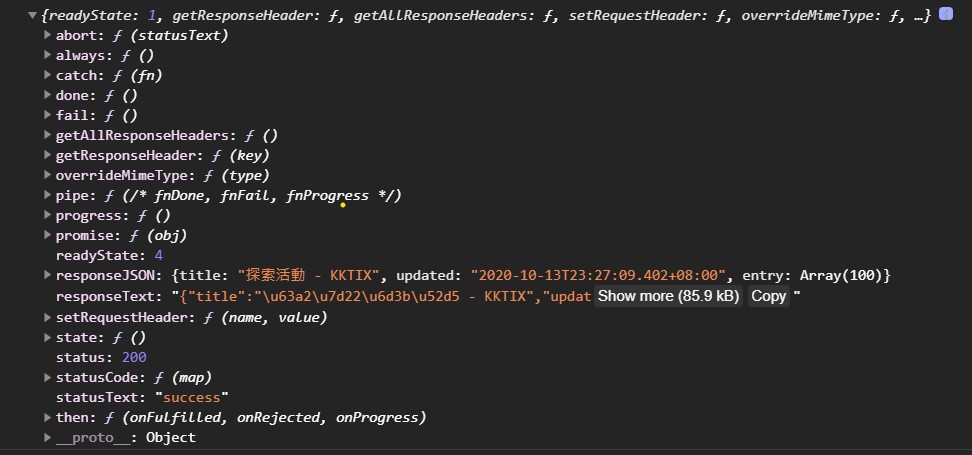 ▼{readyState: 1, getResponseHeader: ƒ, getAllResponseHeaders: ƒ, setRequestHeader: ƒ, overrideMimeType: ƒ, …}
▶abort: ƒ (statusText)
▶always: ƒ ()
▶catch: ƒ (fn)
▶done: ƒ ()
▶fail: ƒ ()
▶getAllResponseHeaders: ƒ ()
▶getResponseHeader: ƒ (key)
▶overrideMimeType: ƒ (type)
▶pipe: ƒ (/* fnDone, fnFail, fnProgress */)
▶progress: ƒ ()
▶promise: ƒ (obj)
readyState: 4
▶responseJSON: {title: "探索活動 - KKTIX", updated: "2020-10-13T23:27:09.402+08:00", entry: Array(100)}
responseText: "{"title":"\u63a2\u7d22\u6d3b\u52d5 - KKTIX","updat Show more (85.9 kB) Copy "
▶setRequestHeader: ƒ (name, value)
▶state: ƒ ()
status: 200
▶statusCode: ƒ (map)
statusText: "success"
▶then: ƒ (onFulfilled, onRejected, onProgress)
▶__proto__: Object